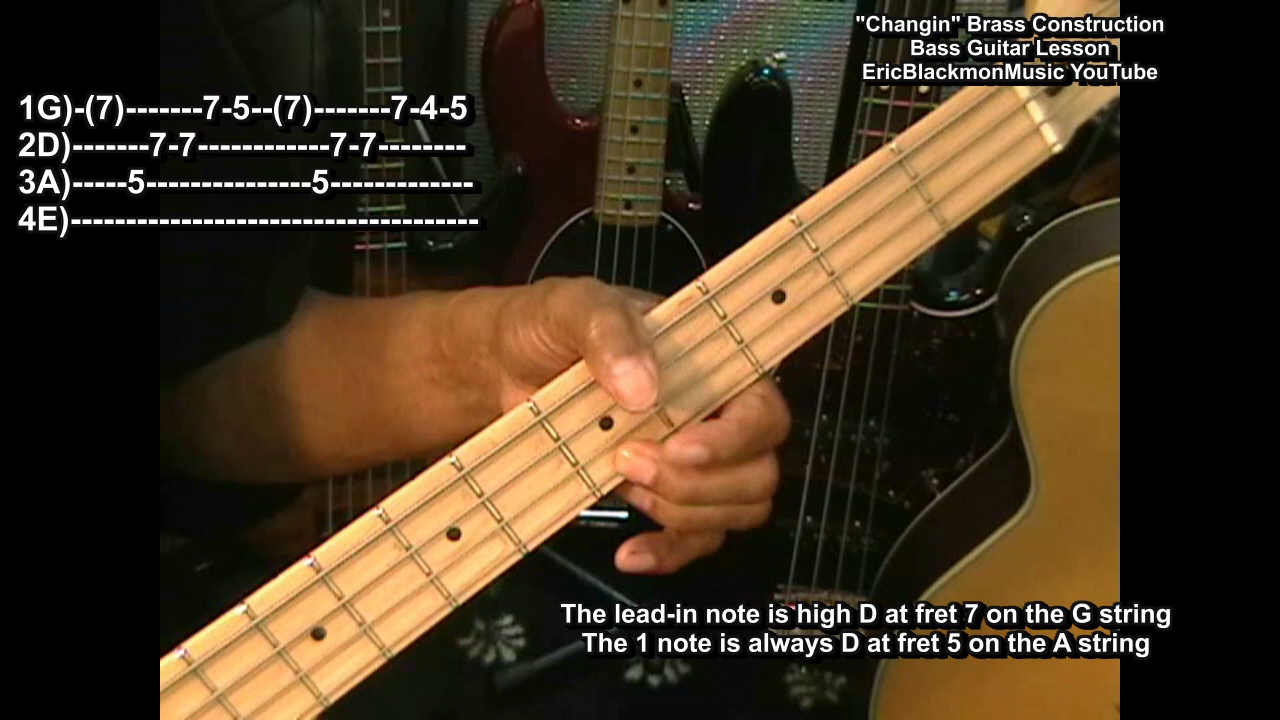 "Changin" Brass Construction
Bass Guitar Lesson
EricBlackmonMusic YouTube
1G)-(7)-------7-5--(7)-------7-4-5
2D)-------7-7------------7-7--------
3A)-----5---------------5-------------
4E)-------------------------------------
The lead-in note is high D at fret 7 on the G string
The 1 note is always D at fret 5 on the A string